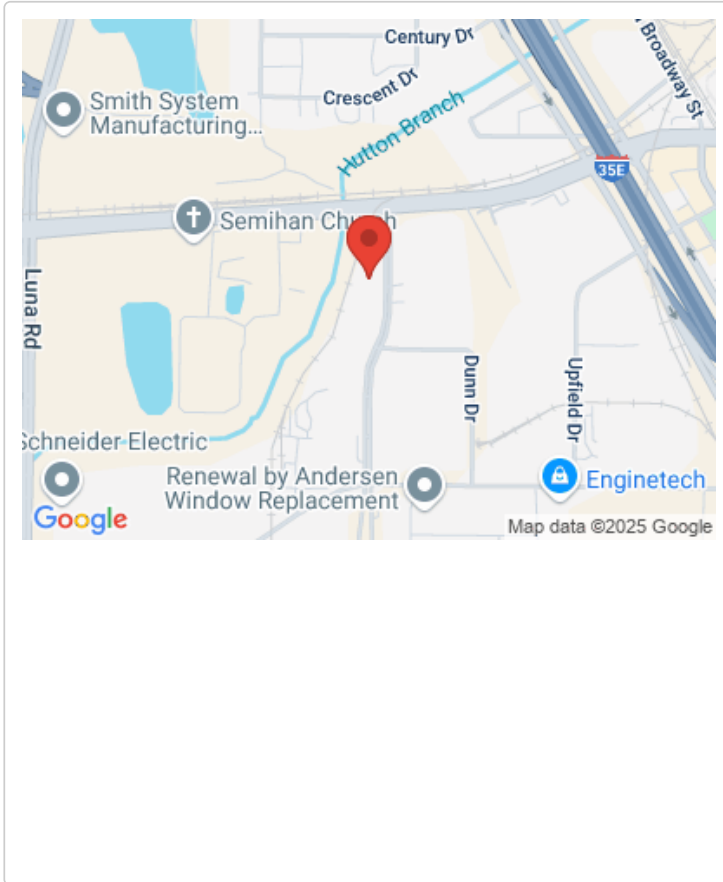 Century Dr
Broadway St
Crescent Dr
Smith System
Manufacturing...
Hutton Branch
35E
Semihan Church
Luna Rd
Dunn Dr
Upfield Dr
Schneider Electric
Renewal by Andersen
Window Replacement
Enginetech
Google
Map data ©2025 Google